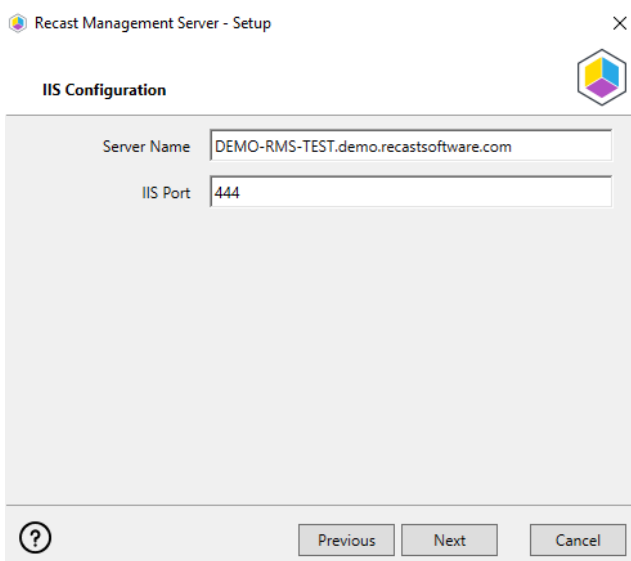 Recast Management Server - Setup
IIS Configuration
Server Name DEMO-RMS-TEST.demo.recastsoftware.com
IIS Port 444
? Previous Next Cancel